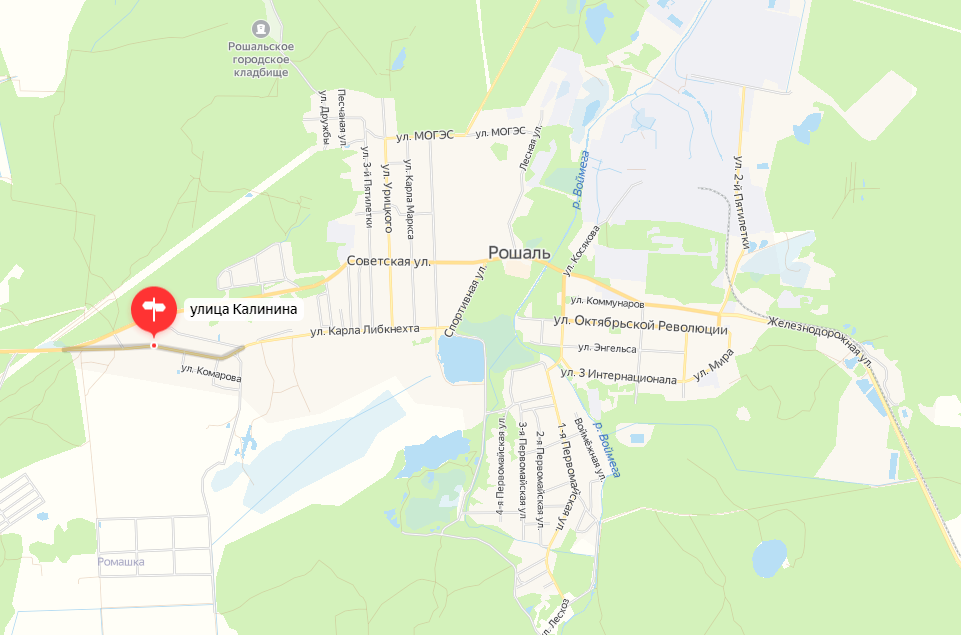 Рошальское
городское
кладбище
ул. Дружбы
Песчаная ул.
ул. МОГЭС
ул. МОГЭС
Лесная ул.
ул. 3-й Пятилетки
ул. Урицкого
ул. Карла Маркса
р. Воймега
ул. 2-й Пятилетки
ул. Косякова
Рошаль
Советская ул.
Спортивная ул.
улица Калинина
ул. Коммунаров
ул. Карла Либкнехта
ул. Октябрьской Революции
Железнодорожная ул.
ул. Энгельса
ул. Мира
ул. Комарова
ул. 3 Интернационала
4-я Первомайская ул.
3-я Первомайская ул.
2-я Первомайская ул.
1-я Первомайская ул.
Воймёжная ул.
р. Воймега
Ромашка
ул. Лесхоз